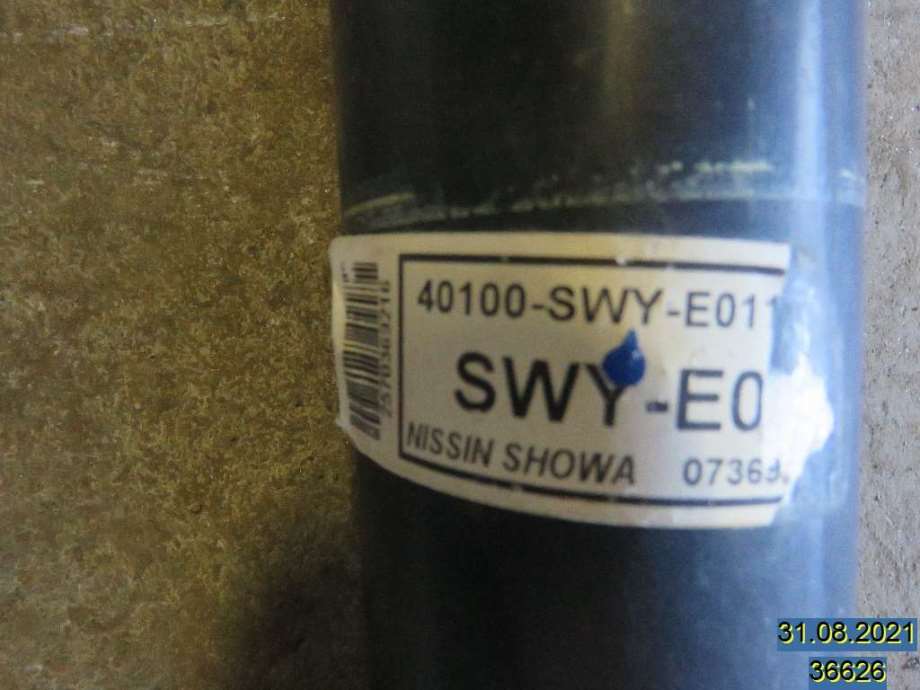 40100-SWY-E011
SWY-E0
NISSIN SHOWA 0736
31.08.2021
36626